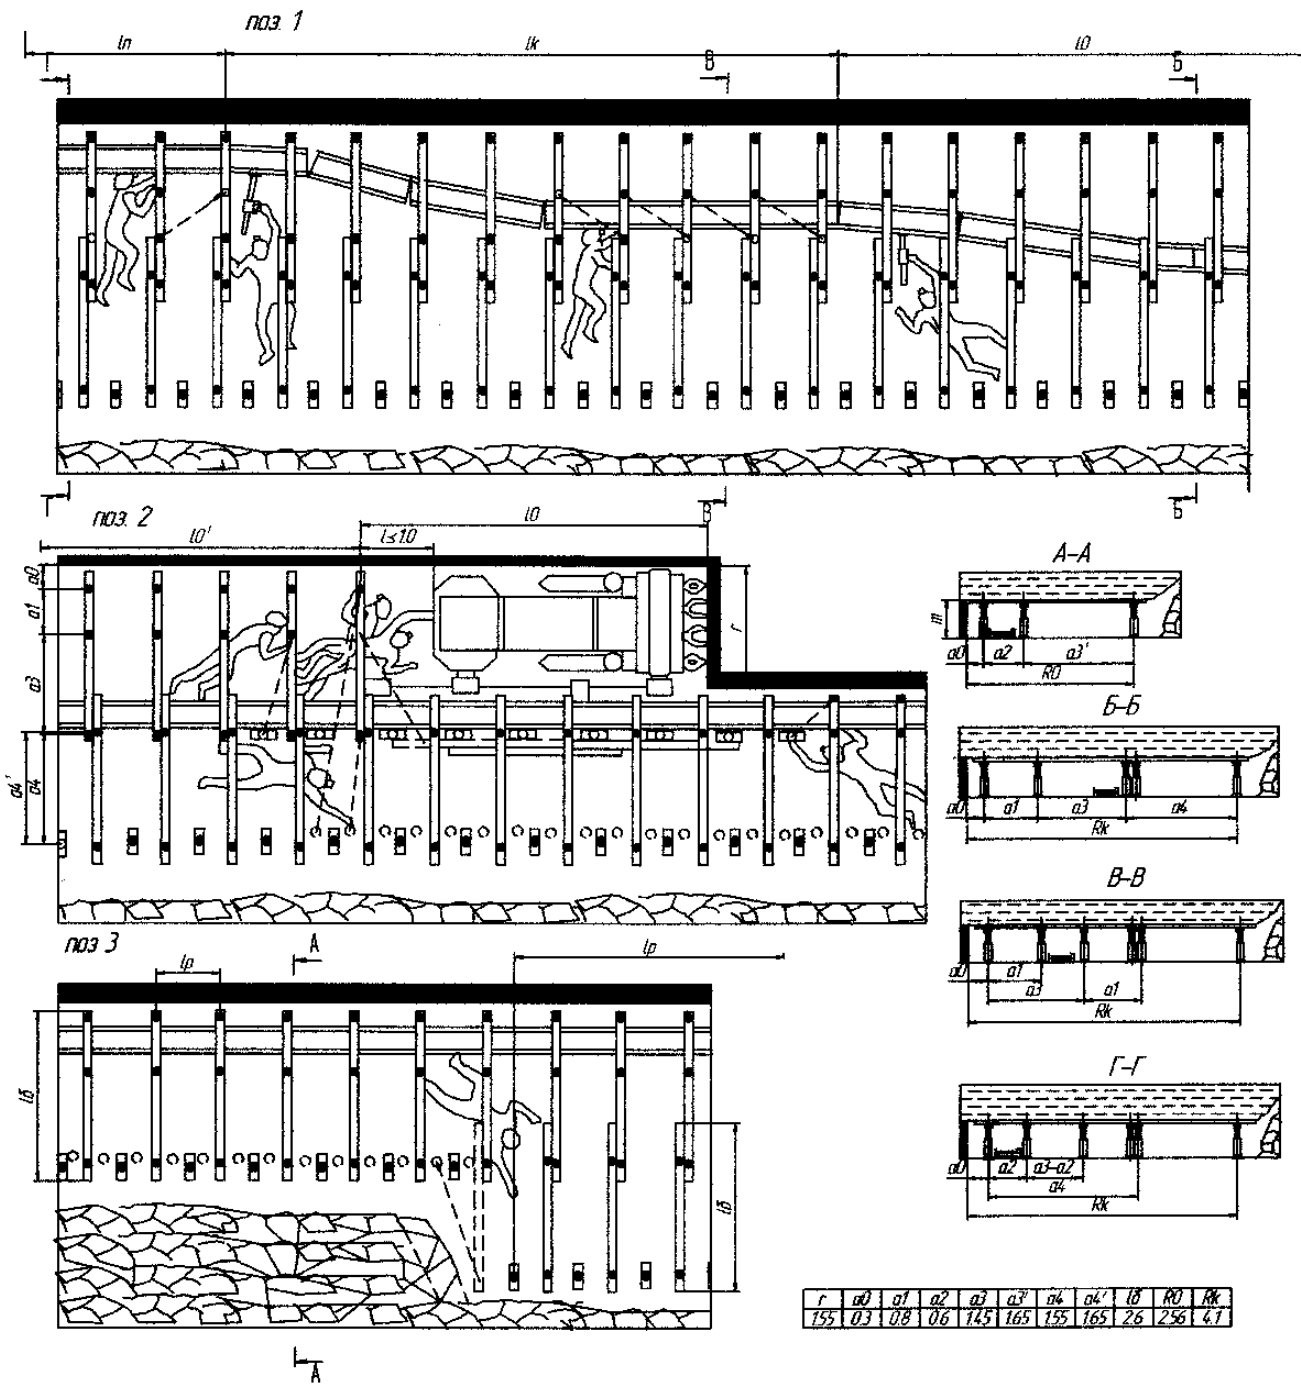 поз. 1
lп lк l0
Г В Б
Г В Б
поз. 2
l0
l0' l≤1.0
a0
a1
a3
a4' a4
r
поз 3
А
lр lр
lб
lб
А
А-А
m
a0 a2 a3'
R0
Б-Б
a0 a1 a3 a4
Rk
В-В
a0 a1
a3 a1
Rk
Г-Г
a0 a2 a3-a2
a4
Rk
r a0 a1 a2 a3 a3' a4 a4' lб R0 Rk
1.55 0.3 0.8 0.6 1.45 1.65 1.55 1.65 2.6 2.56 4.1